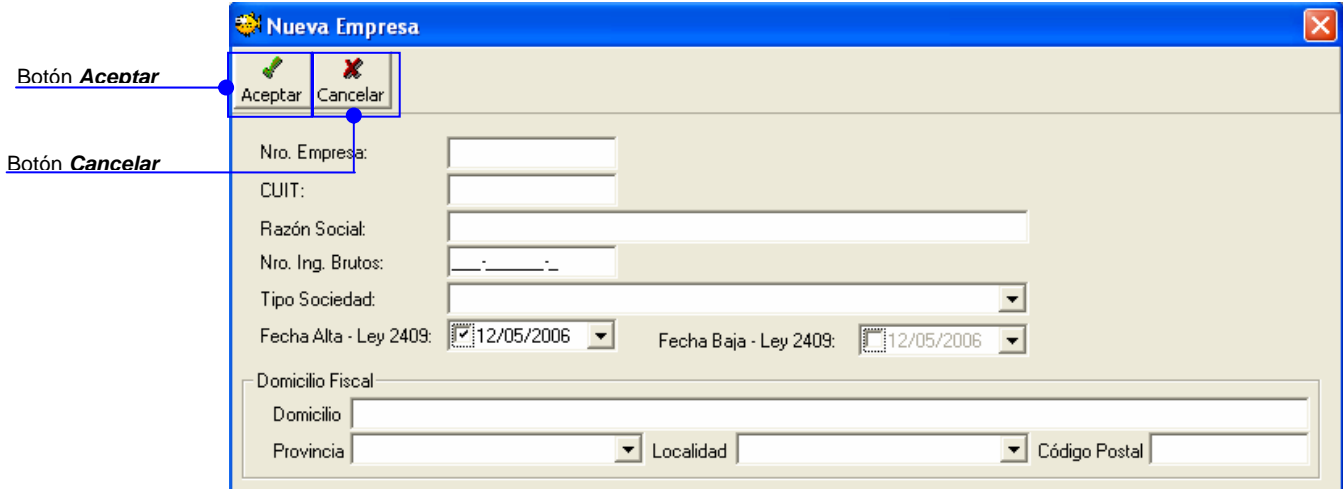 Nueva Empresa
Botón Aceptar
Aceptar Cancelar
Botón Cancelar
Nro. Empresa:
CUIT:
Razón Social:
Nro. Ing. Brutos: ___-______-_
Tipo Sociedad:
Fecha Alta - Ley 2409: 12/05/2006 Fecha Baja - Ley 2409: 12/05/2006
Domicilio Fiscal
Domicilio
Provincia Localidad Código Postal